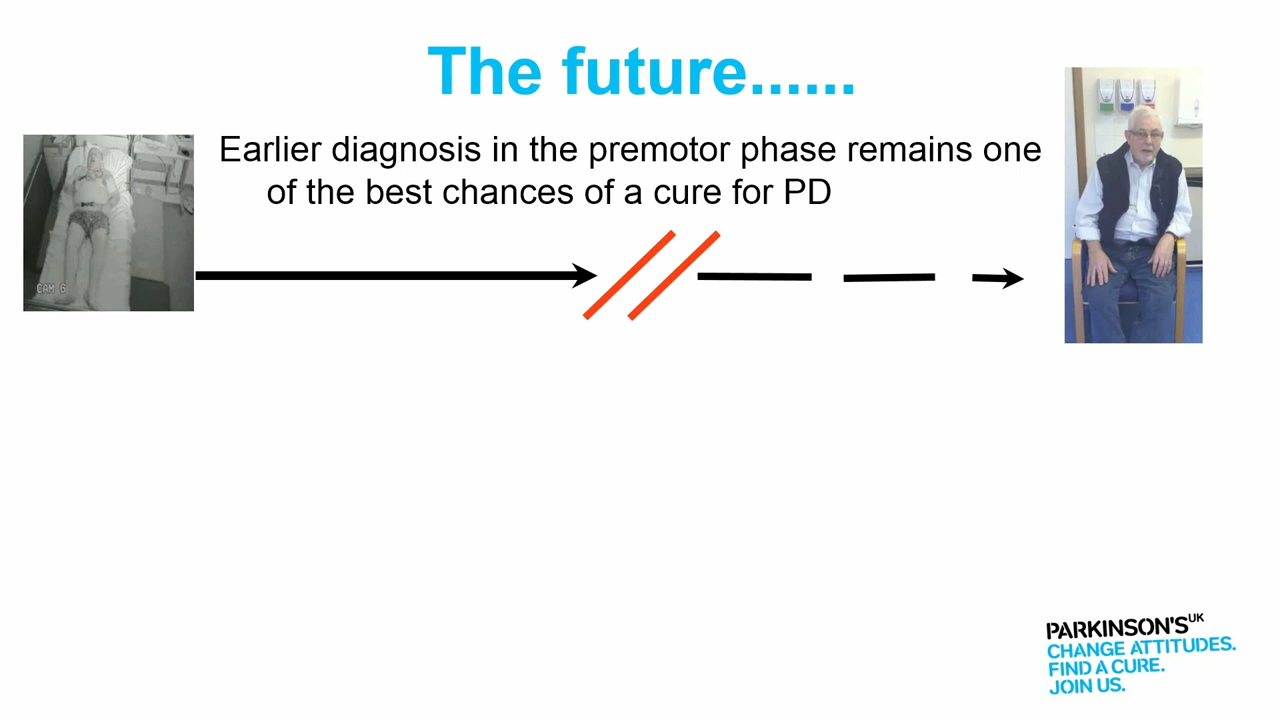 The future......
Earlier diagnosis in the premotor phase remains one
of the best chances of a cure for PD
CAM 6
PARKINSON'S UK
CHANGE ATTITUDES.
FIND A CURE.
JOIN US.